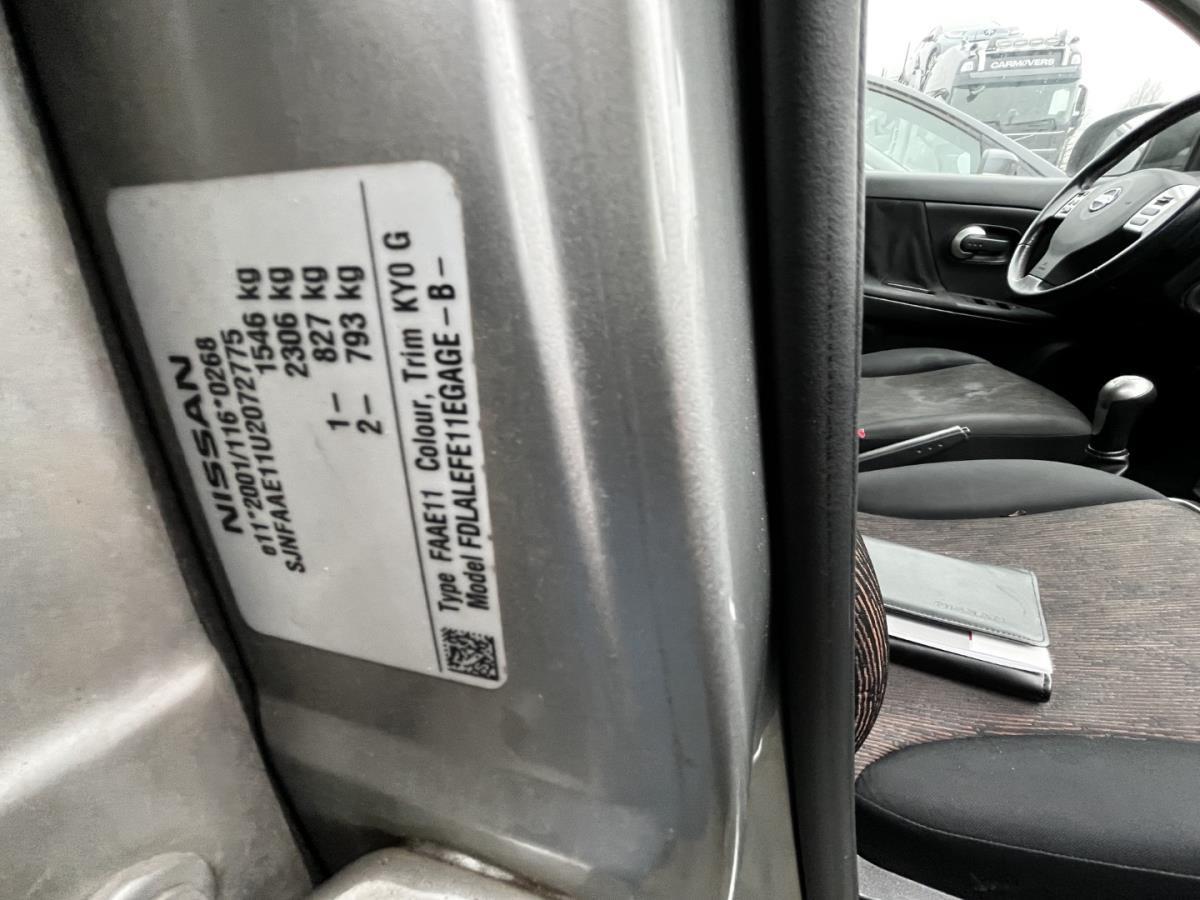 NISSAN
e11*2001/116*0268
SJNFAAE11U2072775
1546 kg
2306 kg
1– 827 kg
2– 793 kg
Type FAAE11 Colour, Trim KY0 G
Model FDLALEFE11EGAGE – B –
CARMOVERS